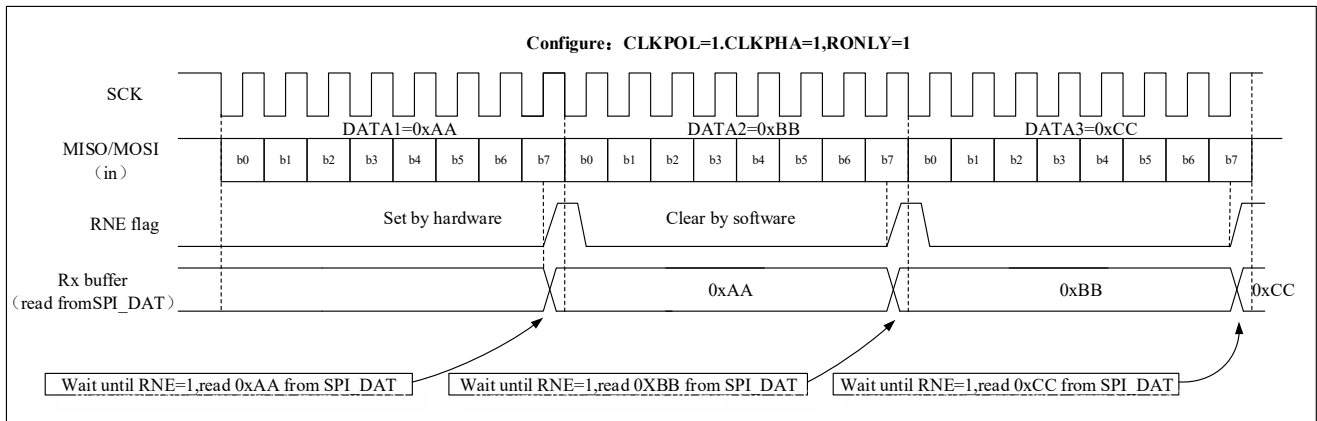 Configure：CLKPOL=1.CLKPHA=1,RONLY=1
SCK
DATA1=0xAA DATA2=0xBB DATA3=0xCC
MISO/MOSI
（in）
b0 b1 b2 b3 b4 b5 b6 b7 b0 b1 b2 b3 b4 b5 b6 b7 b0 b1 b2 b3 b4 b5 b6 b7
RNE flag
Set by hardware Clear by software
Rx buffer
（read fromSPI_DAT）
0xAA 0xBB 0xCC
Wait until RNE=1,read 0xAA from SPI_DAT
Wait until RNE=1,read 0XBB from SPI_DAT
Wait until RNE=1,read 0xCC from SPI_DAT